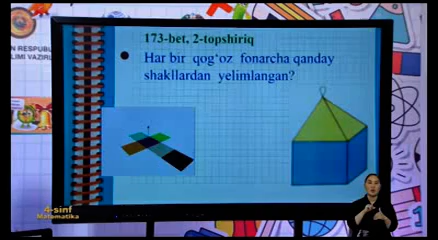 173-bet, 2-topshiriq
Har bir qog‘oz fonarcha qanday
shakllardan yelimlangan?
4-sinf
Matematika